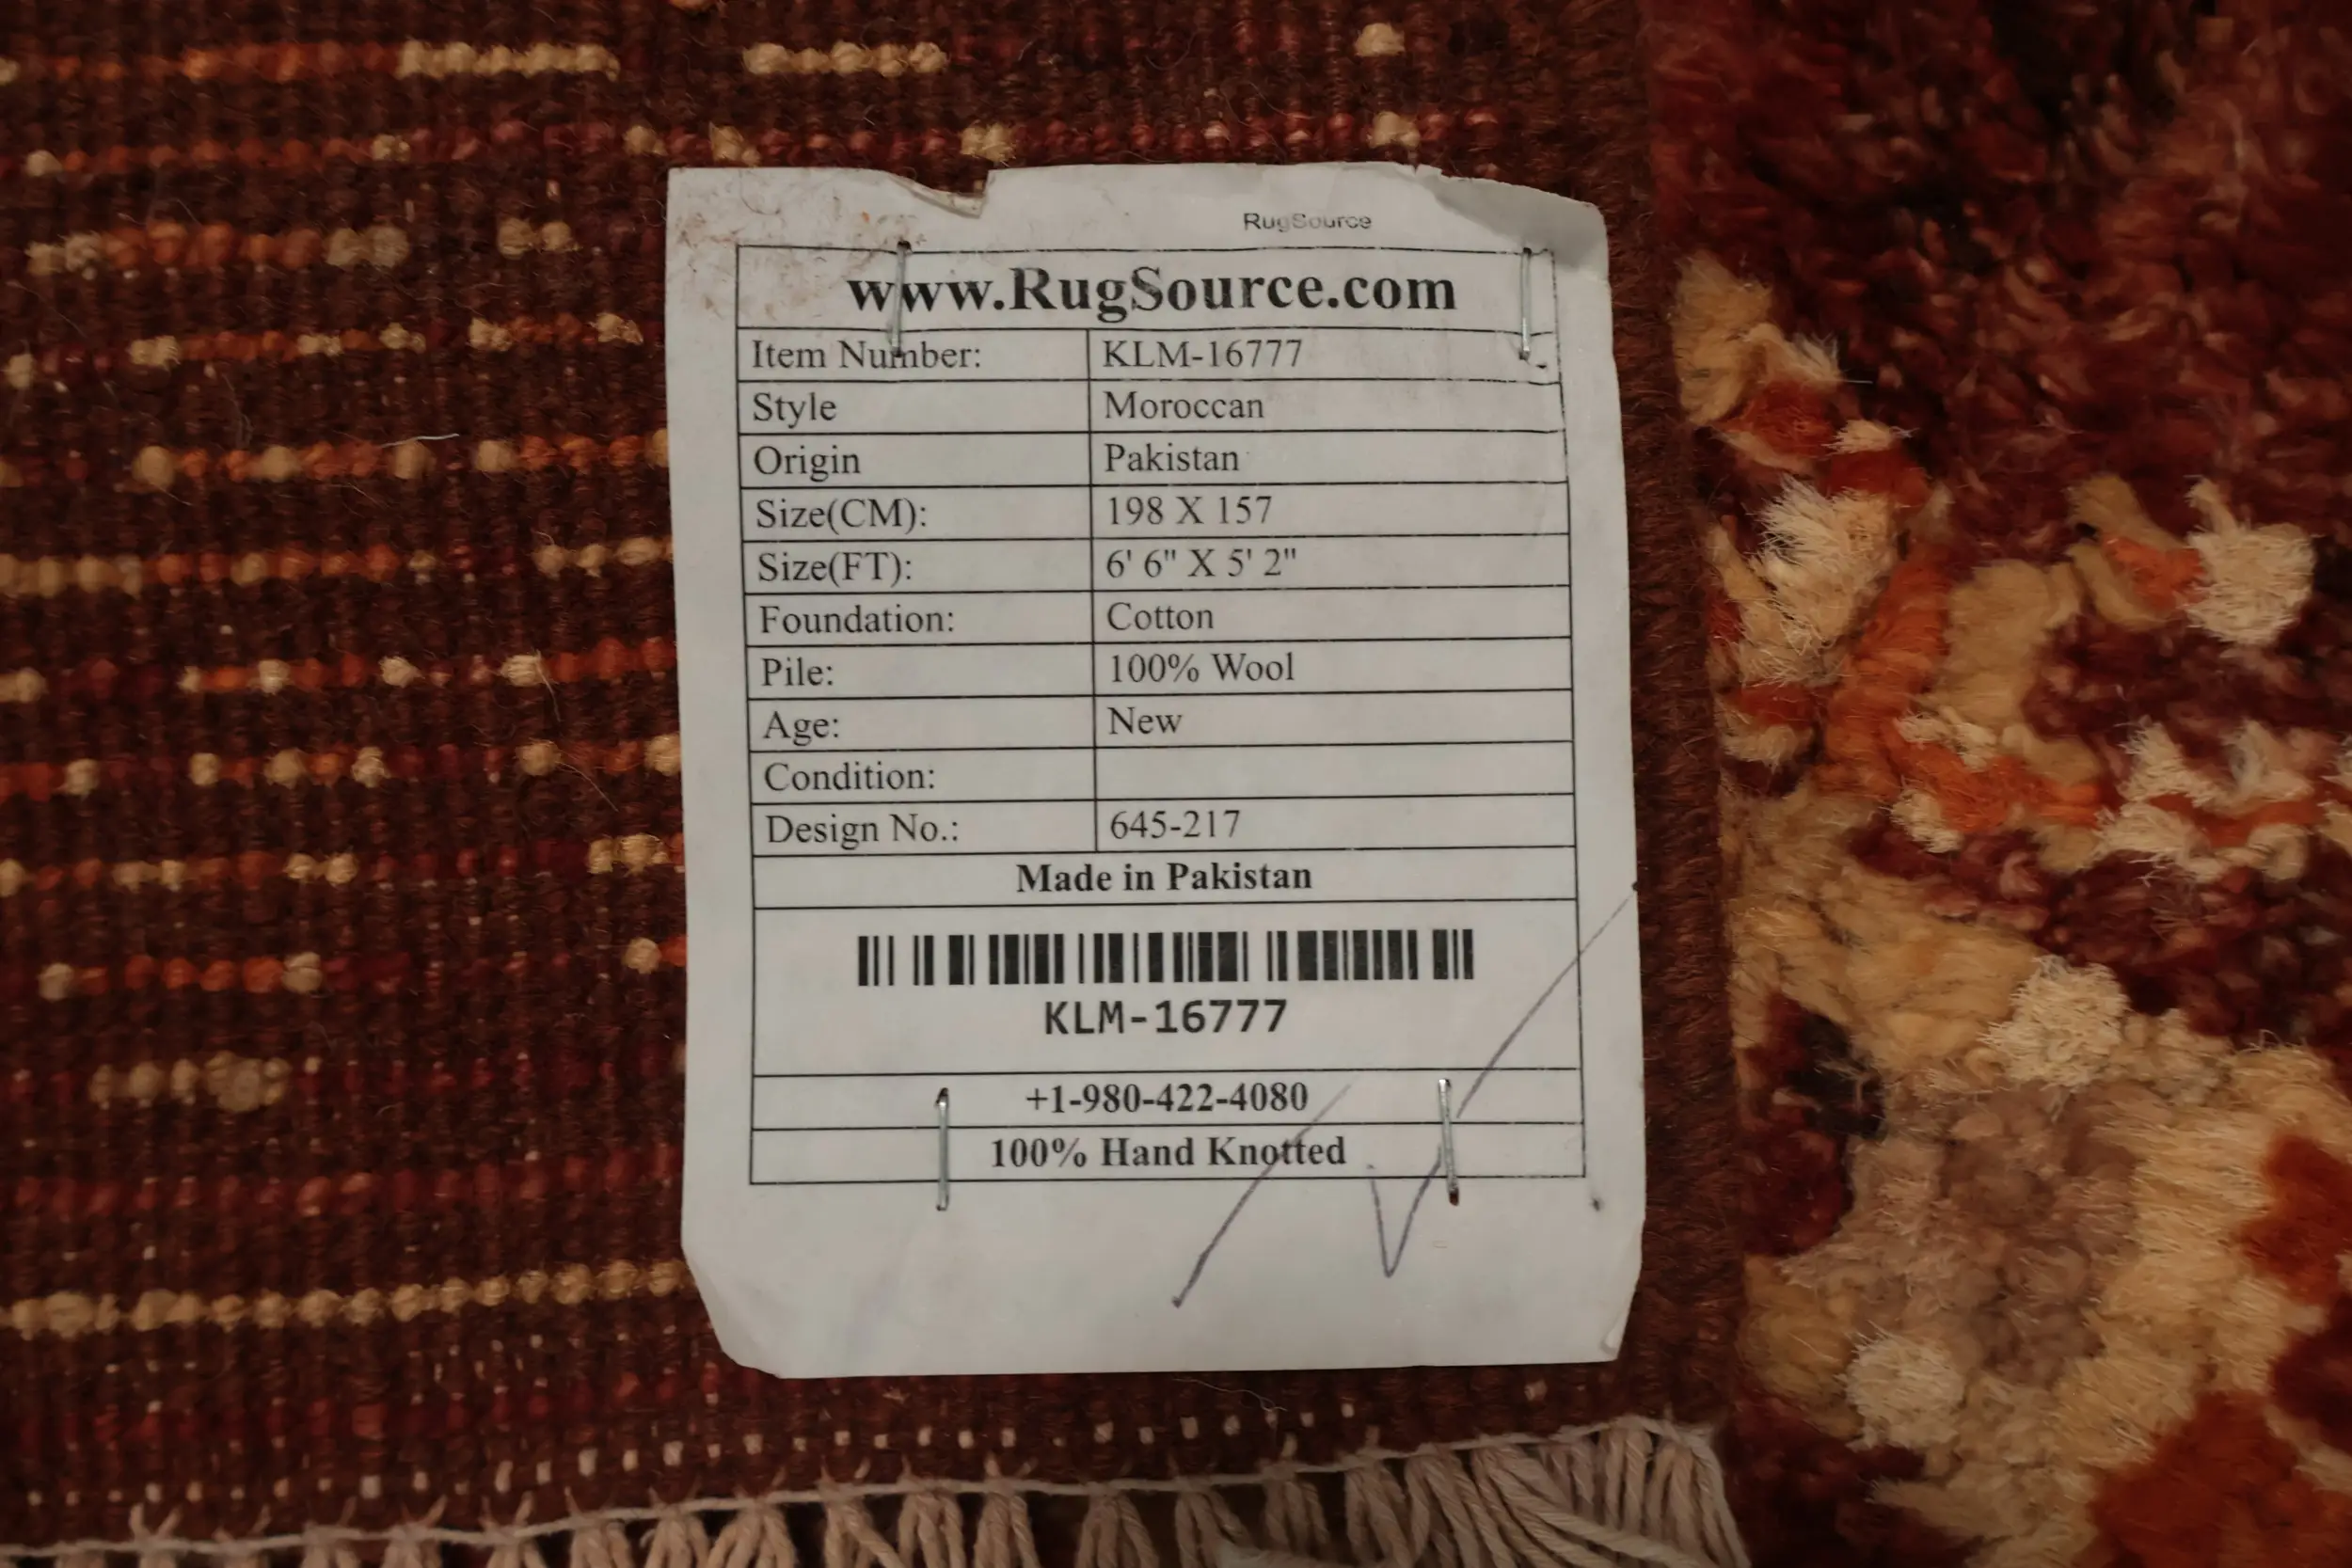 RugSource
www.RugSource.com
Item Number: KLM-16777
Style Moroccan
Origin Pakistan
Size(CM): 198 X 157
Size(FT): 6' 6" X 5' 2"
Foundation: Cotton
Pile: 100% Wool
Age: New
Condition:
Design No.: 645-217
Made in Pakistan
KLM-16777
+1-980-422-4080
100% Hand Knotted